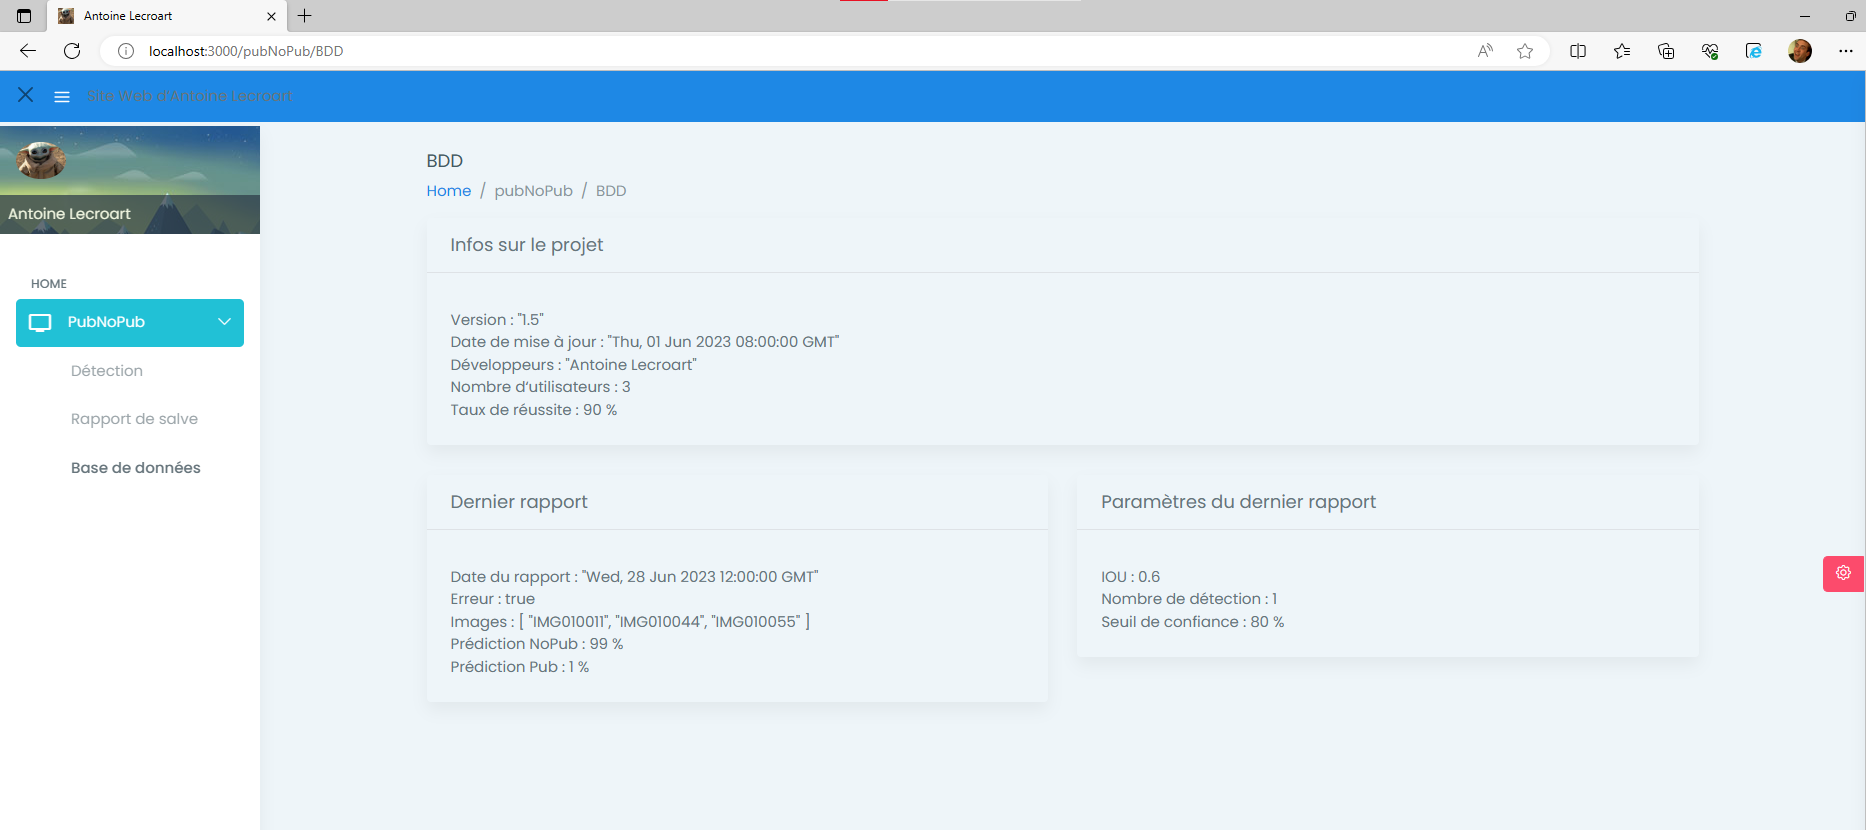 Antoine Lecroart
localhost:3000/pubNoPub/BDD
Site Web d'Antoine Lecroart
Antoine Lecroart
HOME
PubNoPub
Détection
Rapport de salve
Base de données
BDD
Home / pubNoPub / BDD
Infos sur le projet
Version : "1.5"
Date de mise à jour : "Thu, 01 Jun 2023 08:00:00 GMT"
Développeurs : "Antoine Lecroart"
Nombre d'utilisateurs : 3
Taux de réussite : 90 %
Dernier rapport
Date du rapport : "Wed, 28 Jun 2023 12:00:00 GMT"
Erreur : true
Images : [ "IMG010011", "IMG010044", "IMG010055" ]
Prédiction NoPub : 99 %
Prédiction Pub : 1 %
Paramètres du dernier rapport
IOU : 0.6
Nombre de détection : 1
Seuil de confiance : 80 %